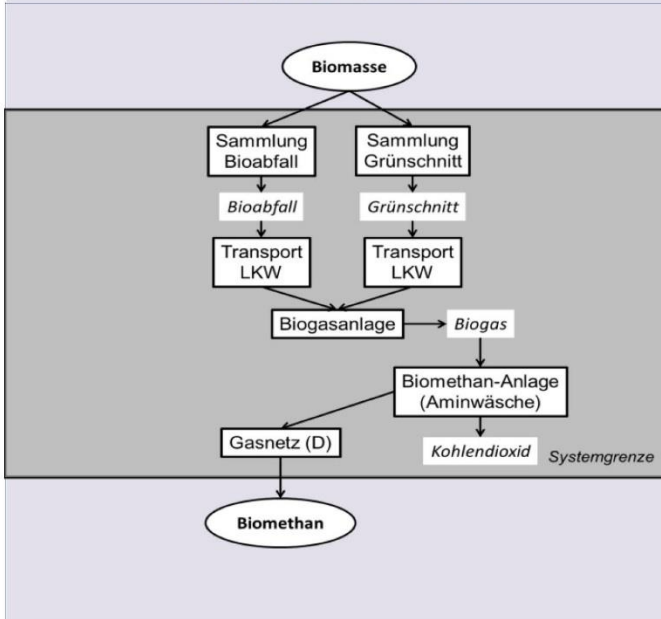 Biomasse
Sammlung
Bioabfall
Sammlung
Grünschnitt
Bioabfall
Grünschnitt
Transport
LKW
Transport
LKW
Biogasanlage
Biogas
Biomethan-Anlage
(Aminwäsche)
Gasnetz (D)
Kohlendioxid
Systemgrenze
Biomethan